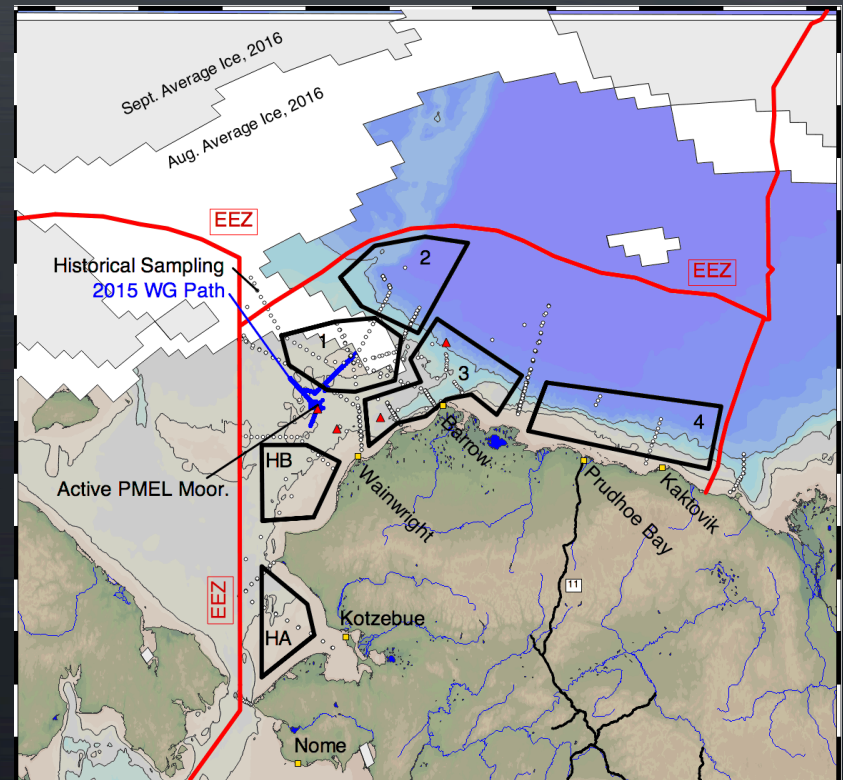 Sept. Average Ice, 2016
Aug. Average Ice, 2016
EEZ
Historical Sampling
2015 WG Path
2
EEZ
1
3
4
Barrow
HB
Active PMEL Moor.
Wainwright
Prudhoe Bay
Kaktovik
EEZ
11
HA
Kotzebue
Nome